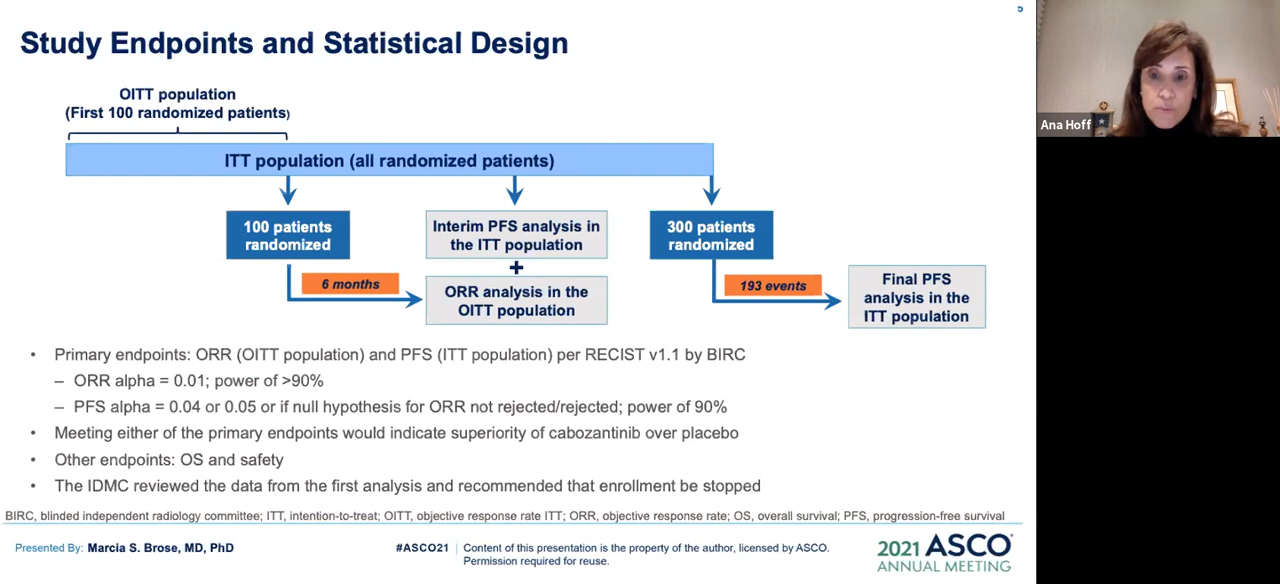 5
Study Endpoints and Statistical Design
OITT population
(First 100 randomized patients)
ITT population (all randomized patients)
100 patients
randomized
Interim PFS analysis in
the ITT population
+
ORR analysis in the
OITT population
300 patients
randomized
6 months
193 events
Final PFS
analysis in the
ITT population
• Primary endpoints: ORR (OITT population) and PFS (ITT population) per RECIST v1.1 by BIRC
– ORR alpha = 0.01; power of >90%
– PFS alpha = 0.04 or 0.05 or if null hypothesis for ORR not rejected/rejected; power of 90%
• Meeting either of the primary endpoints would indicate superiority of cabozantinib over placebo
• Other endpoints: OS and safety
• The IDMC reviewed the data from the first analysis and recommended that enrollment be stopped
BIRC, blinded independent radiology committee; ITT, intention-to-treat; OITT, objective response rate ITT; ORR, objective response rate; OS, overall survival; PFS, progression-free survival
Presented By: Marcia S. Brose, MD, PhD
#ASCO21
Content of this presentation is the property of the author, licensed by ASCO.
Permission required for reuse.
2021 ASCO
ANNUAL MEETING
Ana Hoff